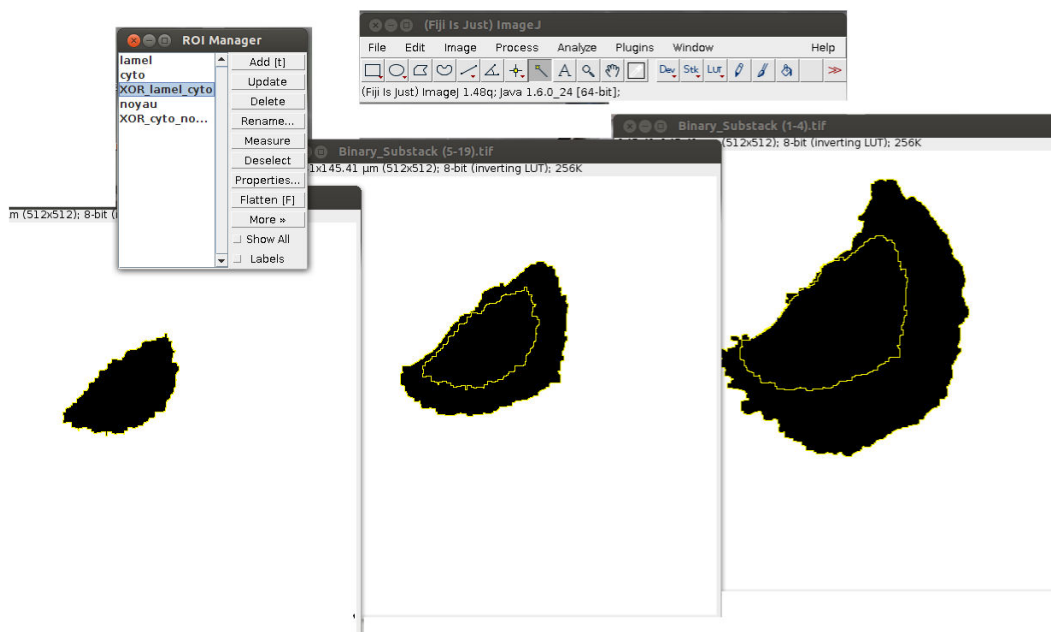 ROI Manager
lamel
cyto
XOR_lamel_cyto
noyau
XOR_cyto_no...
Add [t]
Update
Delete
Rename...
Measure
Deselect
Properties...
Flatten [F]
More »
Show All
Labels
(Fiji Is Just) ImageJ
File Edit Image Process Analyze Plugins Window Help
A Dev Stk LUT >>
(Fiji Is Just) ImageJ 1.48q; Java 1.6.0_24 [64-bit];
Binary_Substack (1-4).tif
(512x512); 8-bit (inverting LUT); 256K
Binary_Substack (5-19).tif
1x145.41 µm (512x512); 8-bit (inverting LUT); 256K
m (512x512); 8-bit (in